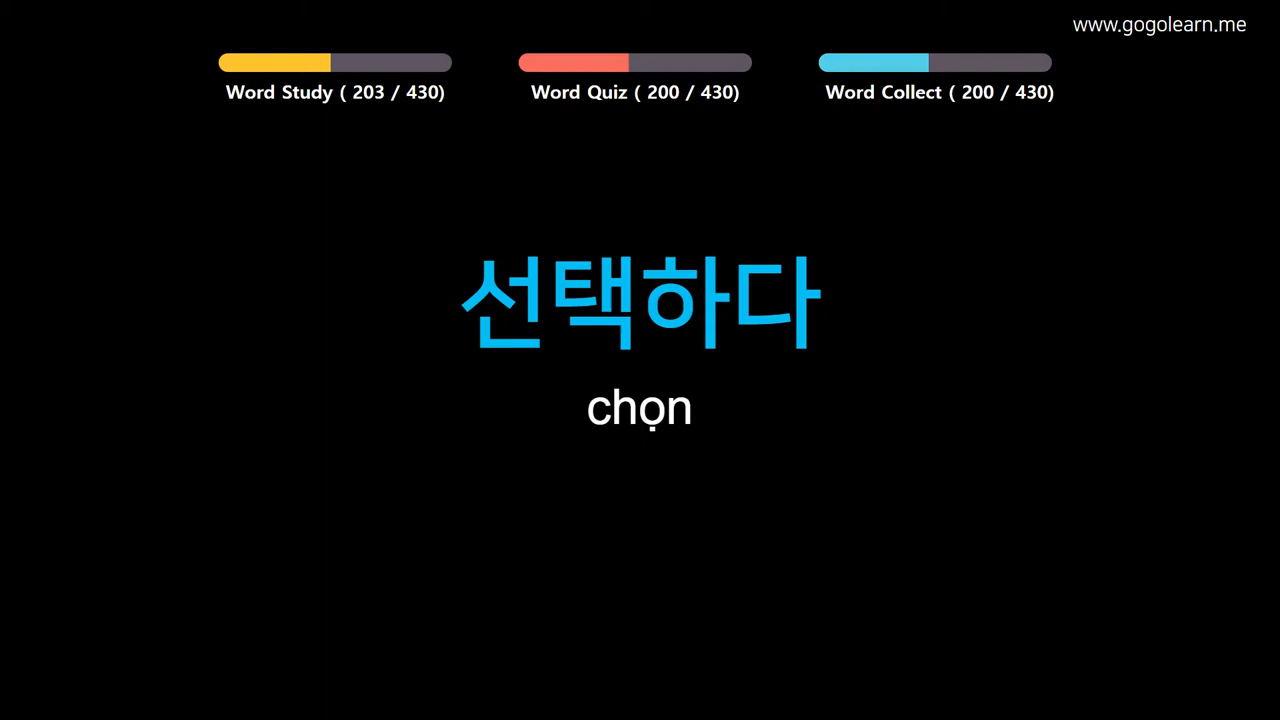 www.gogolearn.me
Word Study ( 203 / 430)
Word Quiz ( 200 / 430)
Word Collect ( 200 / 430)
선택하다
chọn